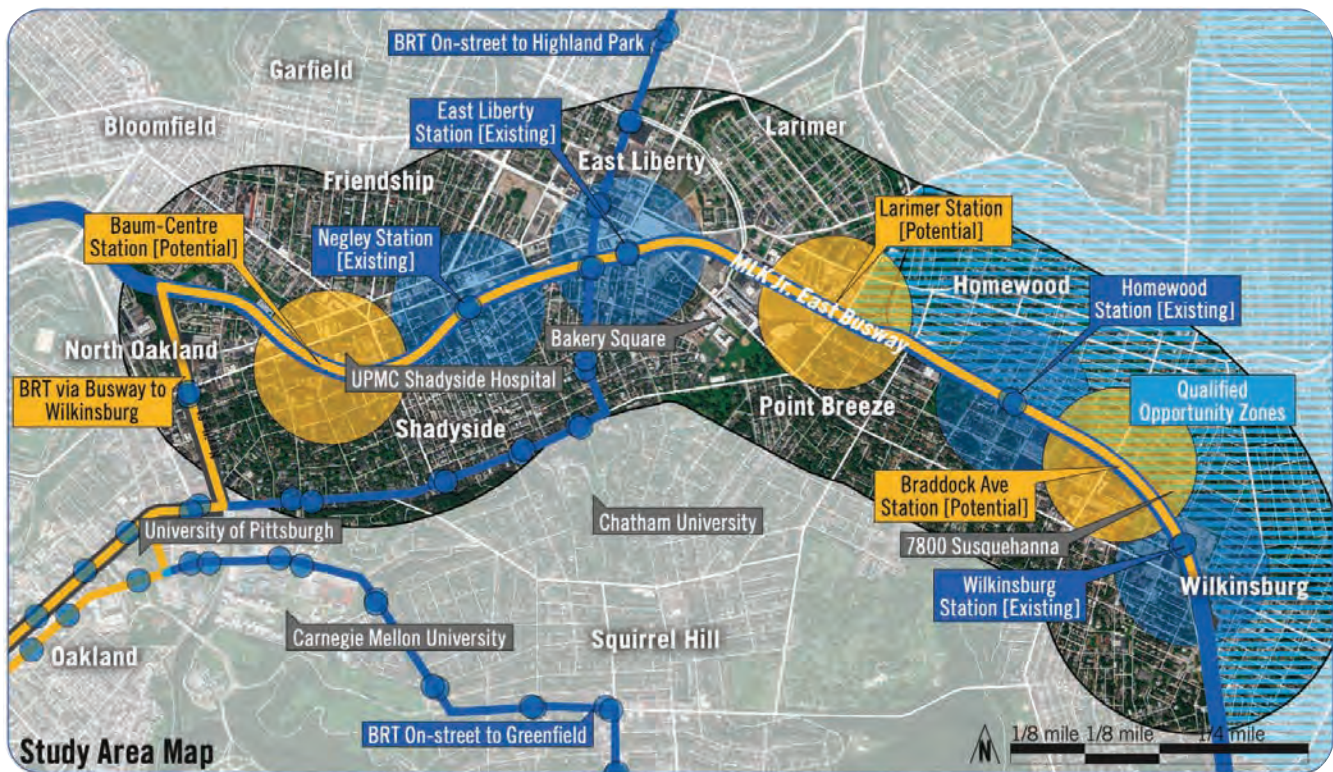 BRT On-street to Highland Park
Garfield
Bloomfield
East Liberty
Station [Existing]
Larimer
East Liberty
Friendship
Baum-Centre
Station [Potential]
Negley Station
[Existing]
Larimer Station
[Potential]
MLK Jr. East Busway
Homewood
Homewood
Station [Existing]
North Oakland
Bakery Square
UPMC Shadyside Hospital
BRT via Busway to
Wilkinsburg
Qualified
Opportunity Zones
Point Breeze
Shadyside
Braddock Ave
Station [Potential]
University of Pittsburgh
Chatham University
7800 Susquehanna
Wilkinsburg
Station [Existing]
Wilkinsburg
Carnegie Mellon University
Squirrel Hill
Oakland
BRT On-street to Greenfield
Study Area Map
N
1/8 mile
1/8 mile
1/4 mile